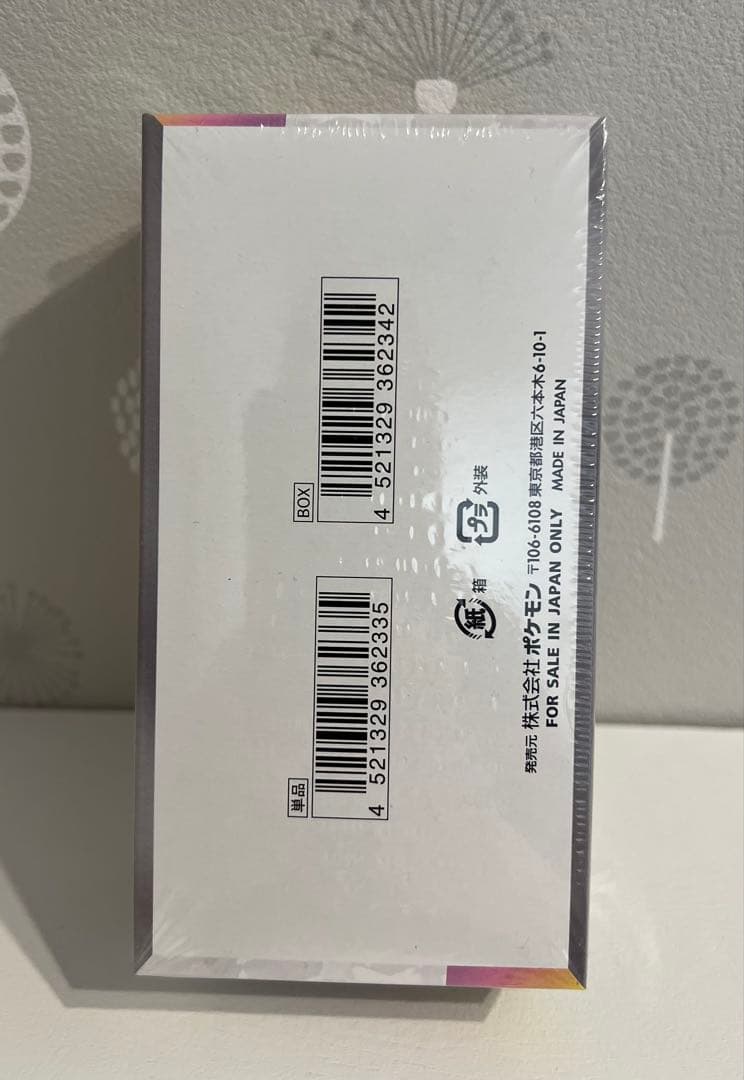 単品
4 521329 362335
BOX
4 521329 362342
紙 箱
プラ 外装
発売元 株式会社 ポケモン 〒106-6108 東京都港区六本木6-10-1
FOR SALE IN JAPAN ONLY MADE IN JAPAN